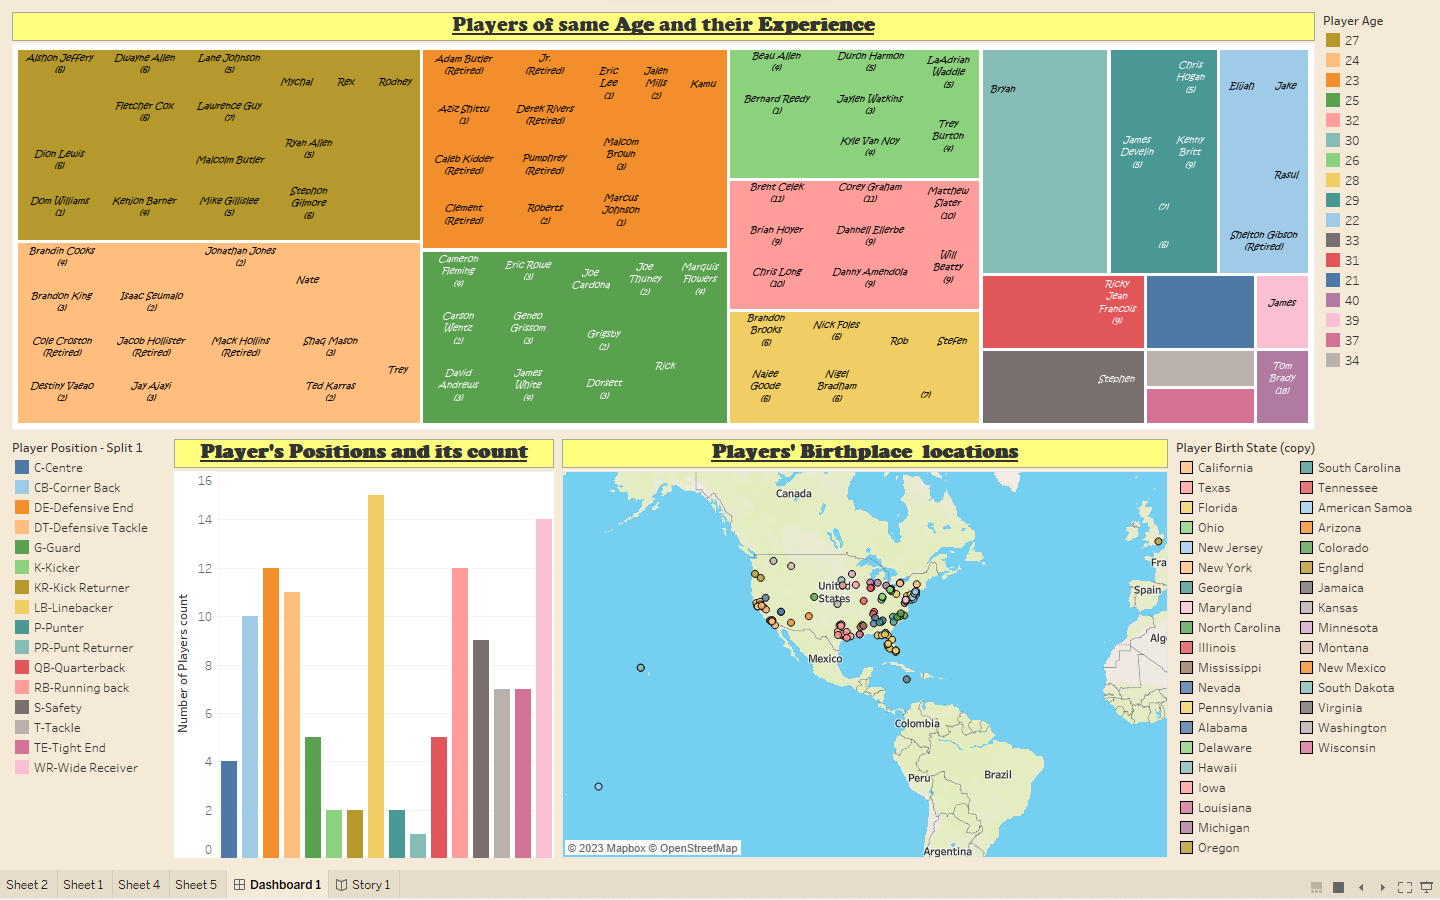 Players of same Age and their Experience
Alshon Jeffery
(6)
Dwayne Allen
(6)
Lane Johnson
(5)
Mychal
Rex
Rodney
Fletcher Cox
(6)
Lawrence Guy
(7)
Dion Lewis
(6)
Malcolm Butler
Ryan Allen
(5)
Dom Williams
(1)
Kenjon Barner
(4)
Mike Gillislee
(5)
Stephon
Gilmore
(6)
Brandin Cooks
(4)
Jonathan Jones
(2)
Nate
Brandon King
(3)
Isaac Seumalo
(2)
Cole Croston
(Retired)
Jacob Hollister
(Retired)
Mack Hollins
(Retired)
Shaq Mason
(3)
Trey
Destiny Vaeao
(2)
Jay Ajayi
(3)
Ted Karras
(2)
Adam Butler
(Retired)
Jr.
(Retired)
Eric
Lee
(1)
Jalen
Mills
(2)
Kamu
Aziz Shittu
(1)
Derek Rivers
(Retired)
Caleb Kidder
(Retired)
Pumphrey
(Retired)
Malcom
Brown
(3)
Clement
(Retired)
Roberts
(2)
Marcus
Johnson
(1)
Cameron
Fleming
(4)
Eric Rowe
(3)
Joe
Cardona
Joe
Thuney
(2)
Marquis
Flowers
(4)
Carson
Wentz
(2)
Geneo
Grissom
(3)
Grigsby
(2)
Rick
David
Andrews
(3)
James
White
(4)
Dorsett
(3)
Beau Allen
(4)
Duron Harmon
(5)
LaAdrian
Waddle
(5)
Bernard Reedy
(1)
Jaylen Watkins
(3)
Kyle Van Noy
(4)
Trey
Burton
(4)
Brent Celek
(11)
Corey Graham
(11)
Matthew
Slater
(10)
Brian Hoyer
(9)
Dannell Ellerbe
(9)
Chris Long
(10)
Danny Amendola
(9)
Will
Beatty
(9)
Brandon
Brooks
(6)
Nick Foles
(6)
Rob
Stefen
Najee
Goode
(6)
Nigel
Bradham
(6)
(7)
Bryan
Chris
Hogan
(5)
James
Develin
(5)
Kenny
Britt
(9)
(7)
(6)
Elijah
Jake
Rasul
Shelton Gibson
(Retired)
Ricky
Jean
Francois
(9)
James
Stephen
Tom
Brady
(18)
Player Age
27
24
23
25
32
30
26
28
29
22
33
31
21
40
39
37
34
Player Position - Split 1
C-Centre
CB-Corner Back
DE-Defensive End
DT-Defensive Tackle
G-Guard
K-Kicker
KR-Kick Returner
LB-Linebacker
P-Punter
PR-Punt Returner
QB-Quarterback
RB-Running back
S-Safety
T-Tackle
TE-Tight End
WR-Wide Receiver
Player's Positions and its count
Number of Players count
16
14
12
10
8
6
4
2
0
Players' Birthplace locations
Canada
United
States
Mexico
Colombia
Peru
Brazil
Argentina
Fra
Spain
Alg
© 2023 Mapbox © OpenStreetMap
Player Birth State (copy)
California
Texas
Florida
Ohio
New Jersey
New York
Georgia
Maryland
North Carolina
Illinois
Mississippi
Nevada
Pennsylvania
Alabama
Delaware
Hawaii
Iowa
Louisiana
Michigan
Oregon
South Carolina
Tennessee
American Samoa
Arizona
Colorado
England
Jamaica
Kansas
Minnesota
Montana
New Mexico
South Dakota
Virginia
Washington
Wisconsin
Sheet 2
Sheet 1
Sheet 4
Sheet 5
Dashboard 1
Story 1